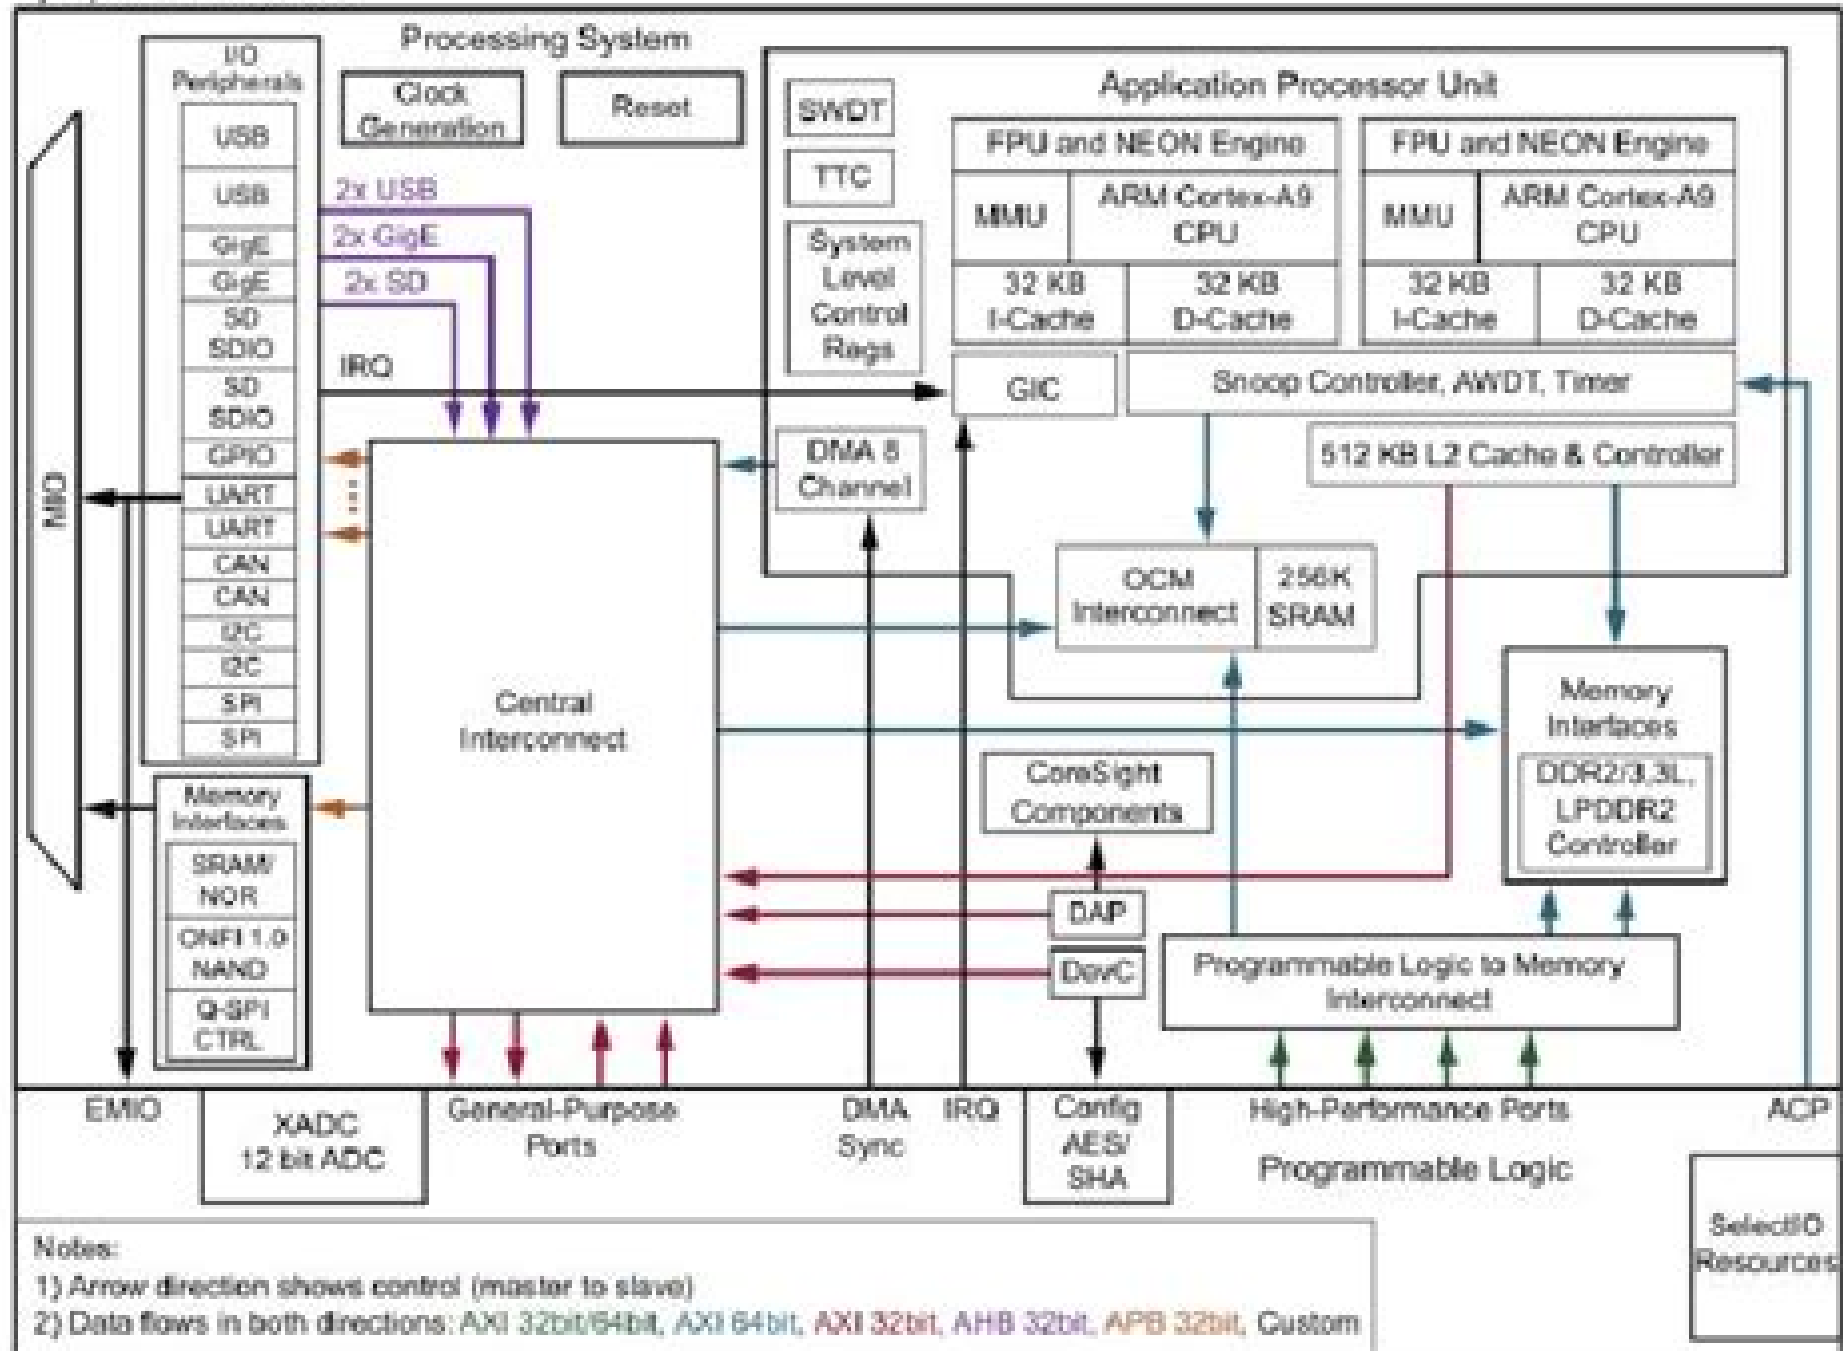 Processing System
I/O
Peripherals
USB
USB
GigE
GigE
SD
SDIO
SD
SDIO
GPIO
UART
UART
CAN
CAN
I2C
I2C
SPI
SPI
MIO
Clock
Generation
Reset
2x USB
2x GigE
2x SD
IRQ
Application Processor Unit
SWDT
TTC
System
Level
Control
Regs
FPU and NEON Engine
MMU
ARM Cortex-A9
CPU
32 KB
I-Cache
32 KB
D-Cache
FPU and NEON Engine
MMU
ARM Cortex-A9
CPU
32 KB
I-Cache
32 KB
D-Cache
GIC
Snoop Controller, AWDT, Timer
DMA 8
Channel
512 KB L2 Cache & Controller
OCM
Interconnect
256K
SRAM
Central
Interconnect
Memory
Interfaces
DDR2/3,3L,
LPDDR2
Controller
CoreSight
Components
DAP
DevC
Programmable Logic to Memory
Interconnect
Memory
Interfaces
SRAM/
NOR
ONFI 1.0
NAND
Q-SPI
CTRL
EMIO
XADC
12 bit ADC
General-Purpose
Ports
DMA
Sync
IRQ
Config
AES/
SHA
High-Performance Ports
ACP
Programmable Logic
SelectIO
Resources
Notes:
1) Arrow direction shows control (master to slave)
2) Data flows in both directions: AXI 32bit/64bit, AXI 64bit, AXI 32bit, AHB 32bit, APB 32bit, Custom